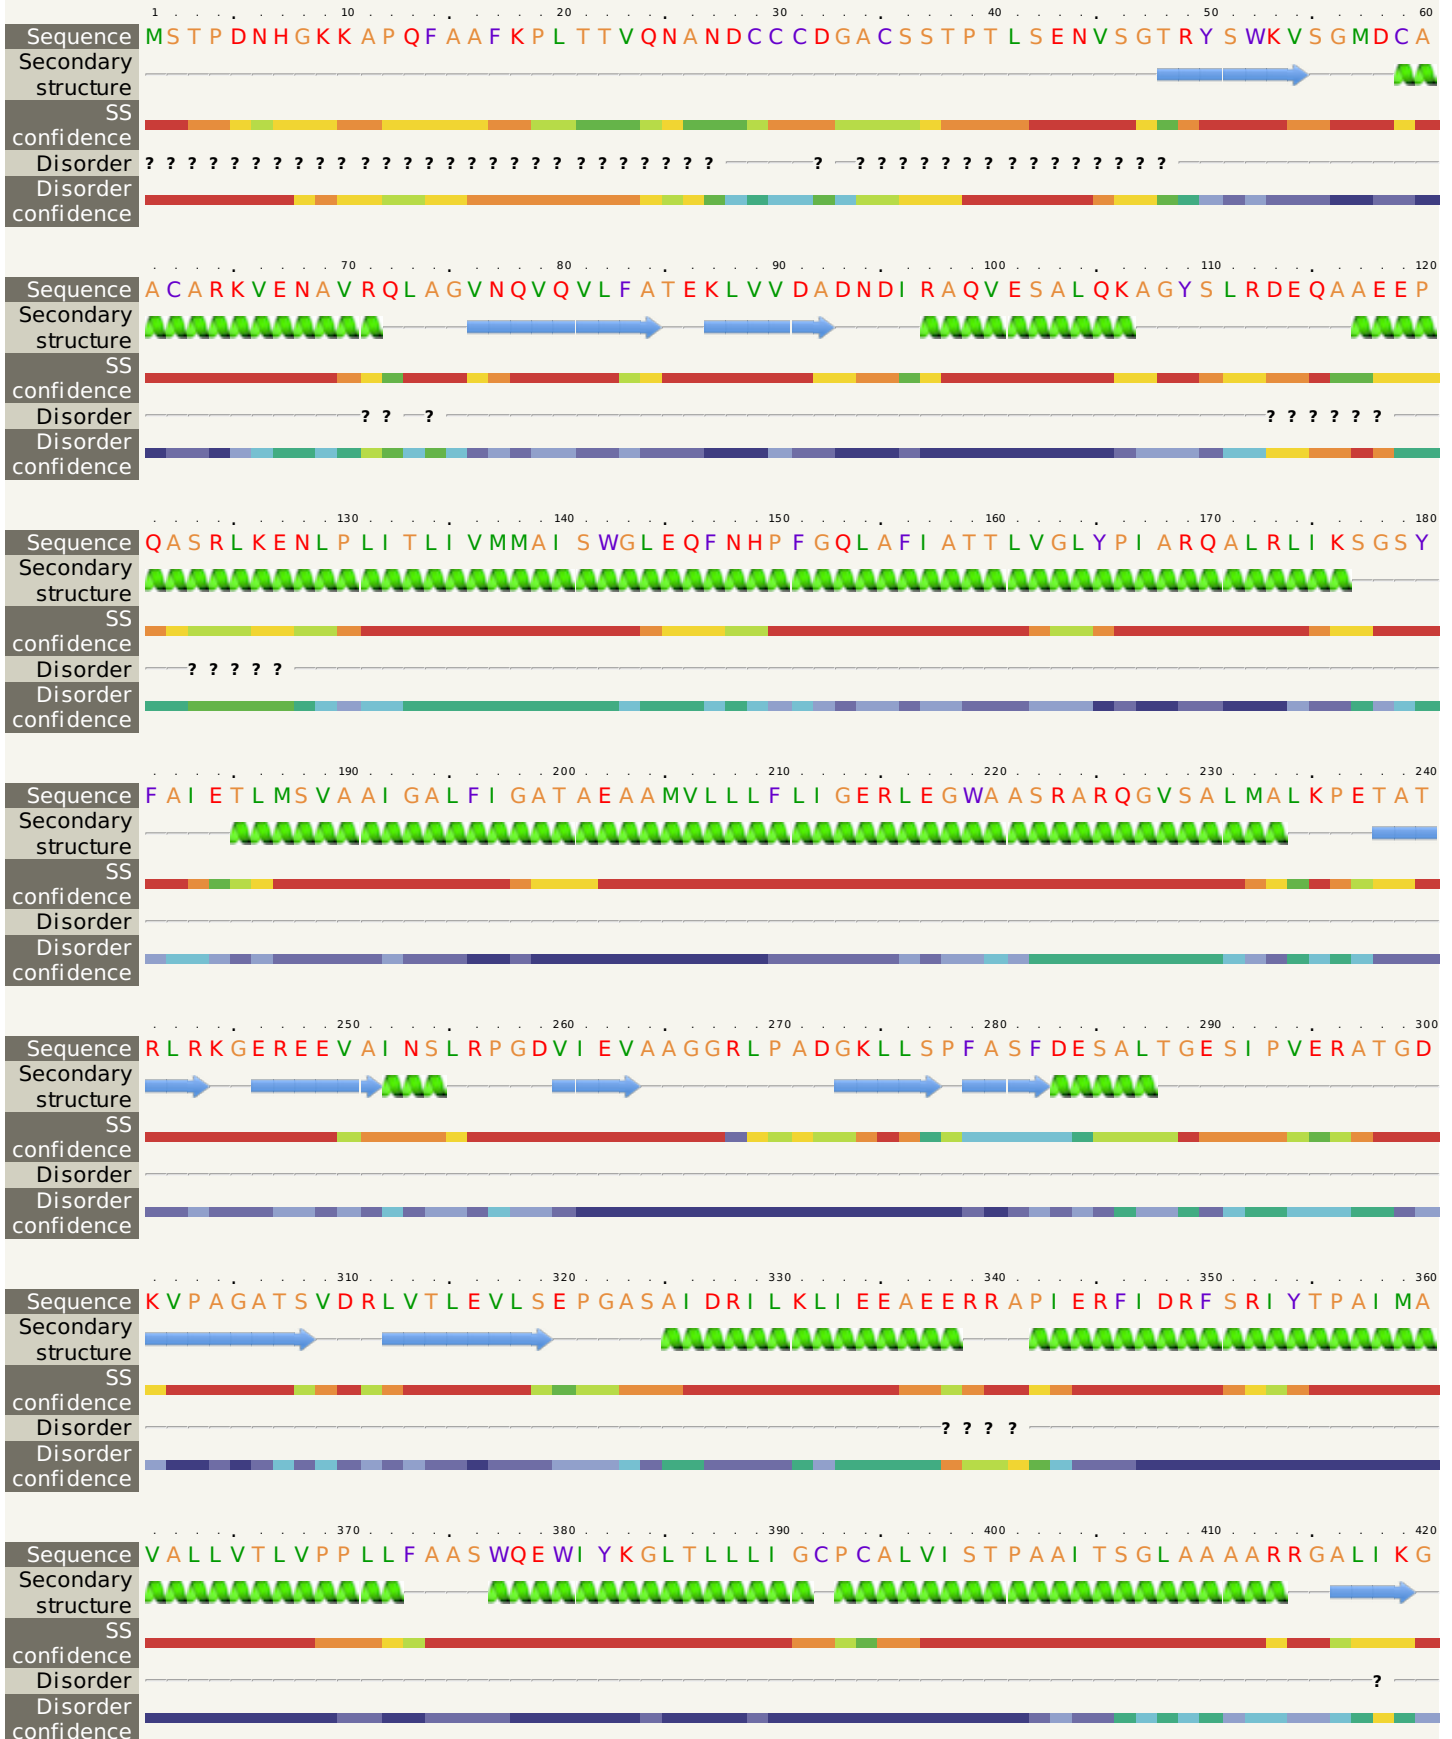 1 10 20 30 40 50 60
Sequence MSTPDNHGKKAPQFAAFKPLTTVQNANDCCCDGACSSTPTLSENVSGTRYSWKVSGMDCA
Secondary
structure
SS
confidence
Disorder ? ? ? ? ? ? ? ? ? ? ? ? ? ? ? ? ? ? ? ? ? ? ? ? ? ? ? ? ? ? ? ? ? ? ? ? ? ? ? ? ? ? ?
Disorder
confidence
70 80 90 100 110 120
Sequence ACARKVENAVRQLAGVNQVQVLFATEKLVVDADNDIRAQVESALQKAGYSLRDEQAAEEP
Secondary
structure
SS
confidence
Disorder ? ? ? ? ? ? ? ? ?
Disorder
confidence
130 140 150 160 170 180
Sequence QASRLKENLPLITLIVMMAISWGLEQFNHPFGQLAFIATTLVGLYPIARQALRLIKSGSY
Secondary
structure
SS
confidence
Disorder ? ? ? ? ?
Disorder
confidence
190 200 210 220 230 240
Sequence FAIETLMSVAAIGALFIGATAEAAMVLLLFLIGERLEGWAASRARQGVSALMALKPETAT
Secondary
structure
SS
confidence
Disorder
Disorder
confidence
250 260 270 280 290 300
Sequence RLRKGEREEVAINSLRPGDVIEVAAGGRLPADGKLLSPFASFDESALTGESIPVERATGD
Secondary
structure
SS
confidence
Disorder
Disorder
confidence
310 320 330 340 350 360
Sequence KVPAGATSVDRLVTLEVLSEPGASAIDRILKLIEEAEERRAPIERFIDRFSRIYTPAIMA
Secondary
structure
SS
confidence
Disorder ? ? ? ?
Disorder
confidence
370 380 390 400 410 420
Sequence VALLVTLVPPLLFAASWQEWIYKGLTLLLIGCPCALVISTPAAITSGLAAAARRGALIKG
Secondary
structure
SS
confidence
Disorder ?
Disorder
confidence